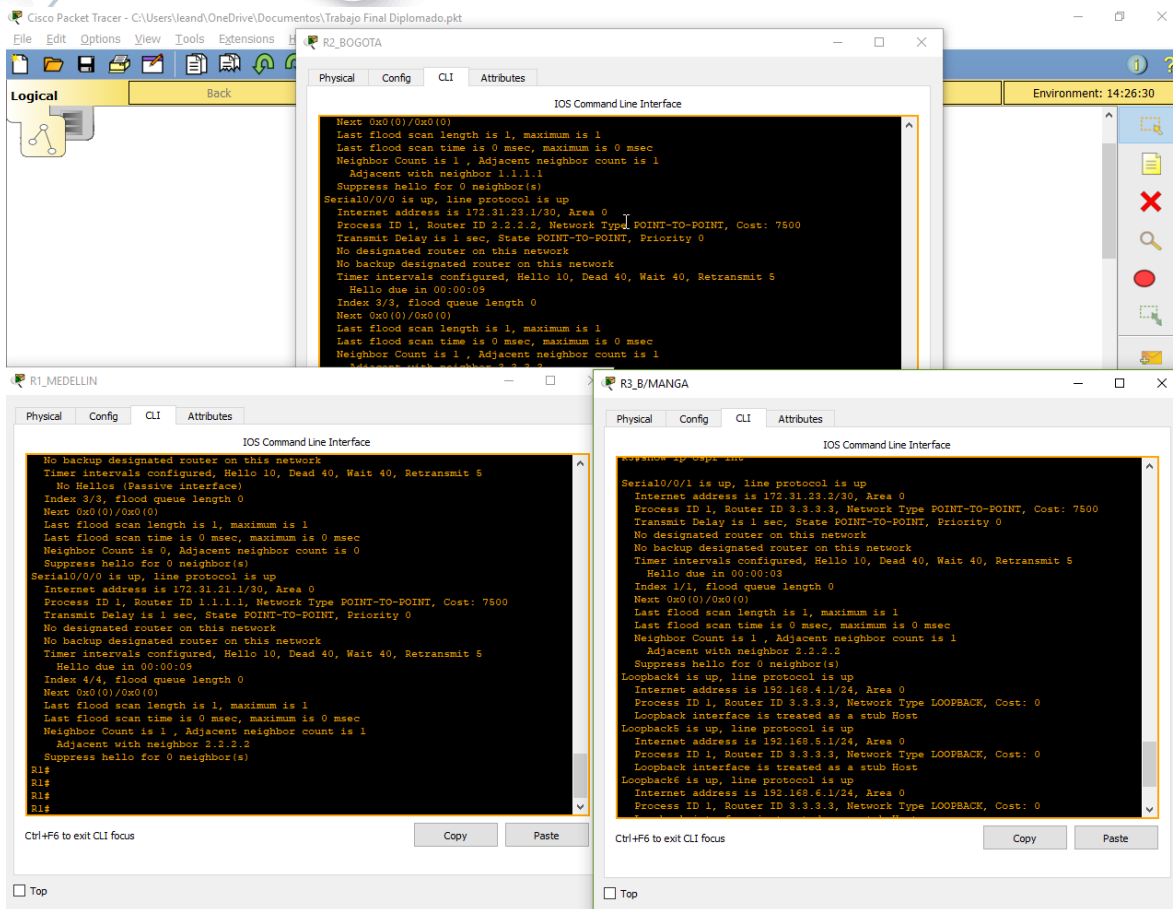 Cisco Packet Tracer - C:\Users\leand\OneDrive\Documentos\Trabajo Final Diplomado.pkt
File Edit Options View Tools Extensions
Logical
Back
Environment: 14:26:30
R2_BOGOTA
Physical Config CLI Attributes
IOS Command Line Interface
Next 0x0(0)/0x0(0)
Last flood scan length is 1, maximum is 1
Last flood scan time is 0 msec, maximum is 0 msec
Neighbor Count is 1 , Adjacent neighbor count is 1
Adjacent with neighbor 1.1.1.1
Suppress hello for 0 neighbor(s)
Serial0/0/0 is up, line protocol is up
Internet address is 172.31.23.1/30, Area 0
Process ID 1, Router ID 2.2.2.2, Network Type POINT-TO-POINT, Cost: 7500
Transmit Delay is 1 sec, State POINT-TO-POINT, Priority 0
No designated router on this network
No backup designated router on this network
Timer intervals configured, Hello 10, Dead 40, Wait 40, Retransmit 5
Hello due in 00:00:09
Index 3/3, flood queue length 0
Next 0x0(0)/0x0(0)
Last flood scan length is 1, maximum is 1
Last flood scan time is 0 msec, maximum is 0 msec
Neighbor Count is 1 , Adjacent neighbor count is 1
R1_MEDELLIN
Physical Config CLI Attributes
IOS Command Line Interface
No backup designated router on this network
Timer intervals configured, Hello 10, Dead 40, Wait 40, Retransmit 5
No Hellos (Passive interface)
Index 3/3, flood queue length 0
Next 0x0(0)/0x0(0)
Last flood scan length is 1, maximum is 1
Last flood scan time is 0 msec, maximum is 0 msec
Neighbor Count is 0, Adjacent neighbor count is 0
Suppress hello for 0 neighbor(s)
Serial0/0/0 is up, line protocol is up
Internet address is 172.31.21.1/30, Area 0
Process ID 1, Router ID 1.1.1.1, Network Type POINT-TO-POINT, Cost: 7500
Transmit Delay is 1 sec, State POINT-TO-POINT, Priority 0
No designated router on this network
No backup designated router on this network
Timer intervals configured, Hello 10, Dead 40, Wait 40, Retransmit 5
Hello due in 00:00:09
Index 4/4, flood queue length 0
Next 0x0(0)/0x0(0)
Last flood scan length is 1, maximum is 1
Last flood scan time is 0 msec, maximum is 0 msec
Neighbor Count is 1 , Adjacent neighbor count is 1
Adjacent with neighbor 2.2.2.2
Suppress hello for 0 neighbor(s)
R1#
R1#
R1#
R1#
Ctrl+F6 to exit CLI focus
Copy
Paste
Top
R3_B/MANGA
Physical Config CLI Attributes
IOS Command Line Interface
R3#show ip ospf int
Serial0/0/1 is up, line protocol is up
Internet address is 172.31.23.2/30, Area 0
Process ID 1, Router ID 3.3.3.3, Network Type POINT-TO-POINT, Cost: 7500
Transmit Delay is 1 sec, State POINT-TO-POINT, Priority 0
No designated router on this network
No backup designated router on this network
Timer intervals configured, Hello 10, Dead 40, Wait 40, Retransmit 5
Hello due in 00:00:03
Index 1/1, flood queue length 0
Next 0x0(0)/0x0(0)
Last flood scan length is 1, maximum is 1
Last flood scan time is 0 msec, maximum is 0 msec
Neighbor Count is 1 , Adjacent neighbor count is 1
Adjacent with neighbor 2.2.2.2
Suppress hello for 0 neighbor(s)
Loopback4 is up, line protocol is up
Internet address is 192.168.4.1/24, Area 0
Process ID 1, Router ID 3.3.3.3, Network Type LOOPBACK, Cost: 0
Loopback interface is treated as a stub Host
Loopback5 is up, line protocol is up
Internet address is 192.168.5.1/24, Area 0
Process ID 1, Router ID 3.3.3.3, Network Type LOOPBACK, Cost: 0
Loopback interface is treated as a stub Host
Loopback6 is up, line protocol is up
Internet address is 192.168.6.1/24, Area 0
Process ID 1, Router ID 3.3.3.3, Network Type LOOPBACK, Cost: 0
Ctrl+F6 to exit CLI focus
Copy
Paste
Top